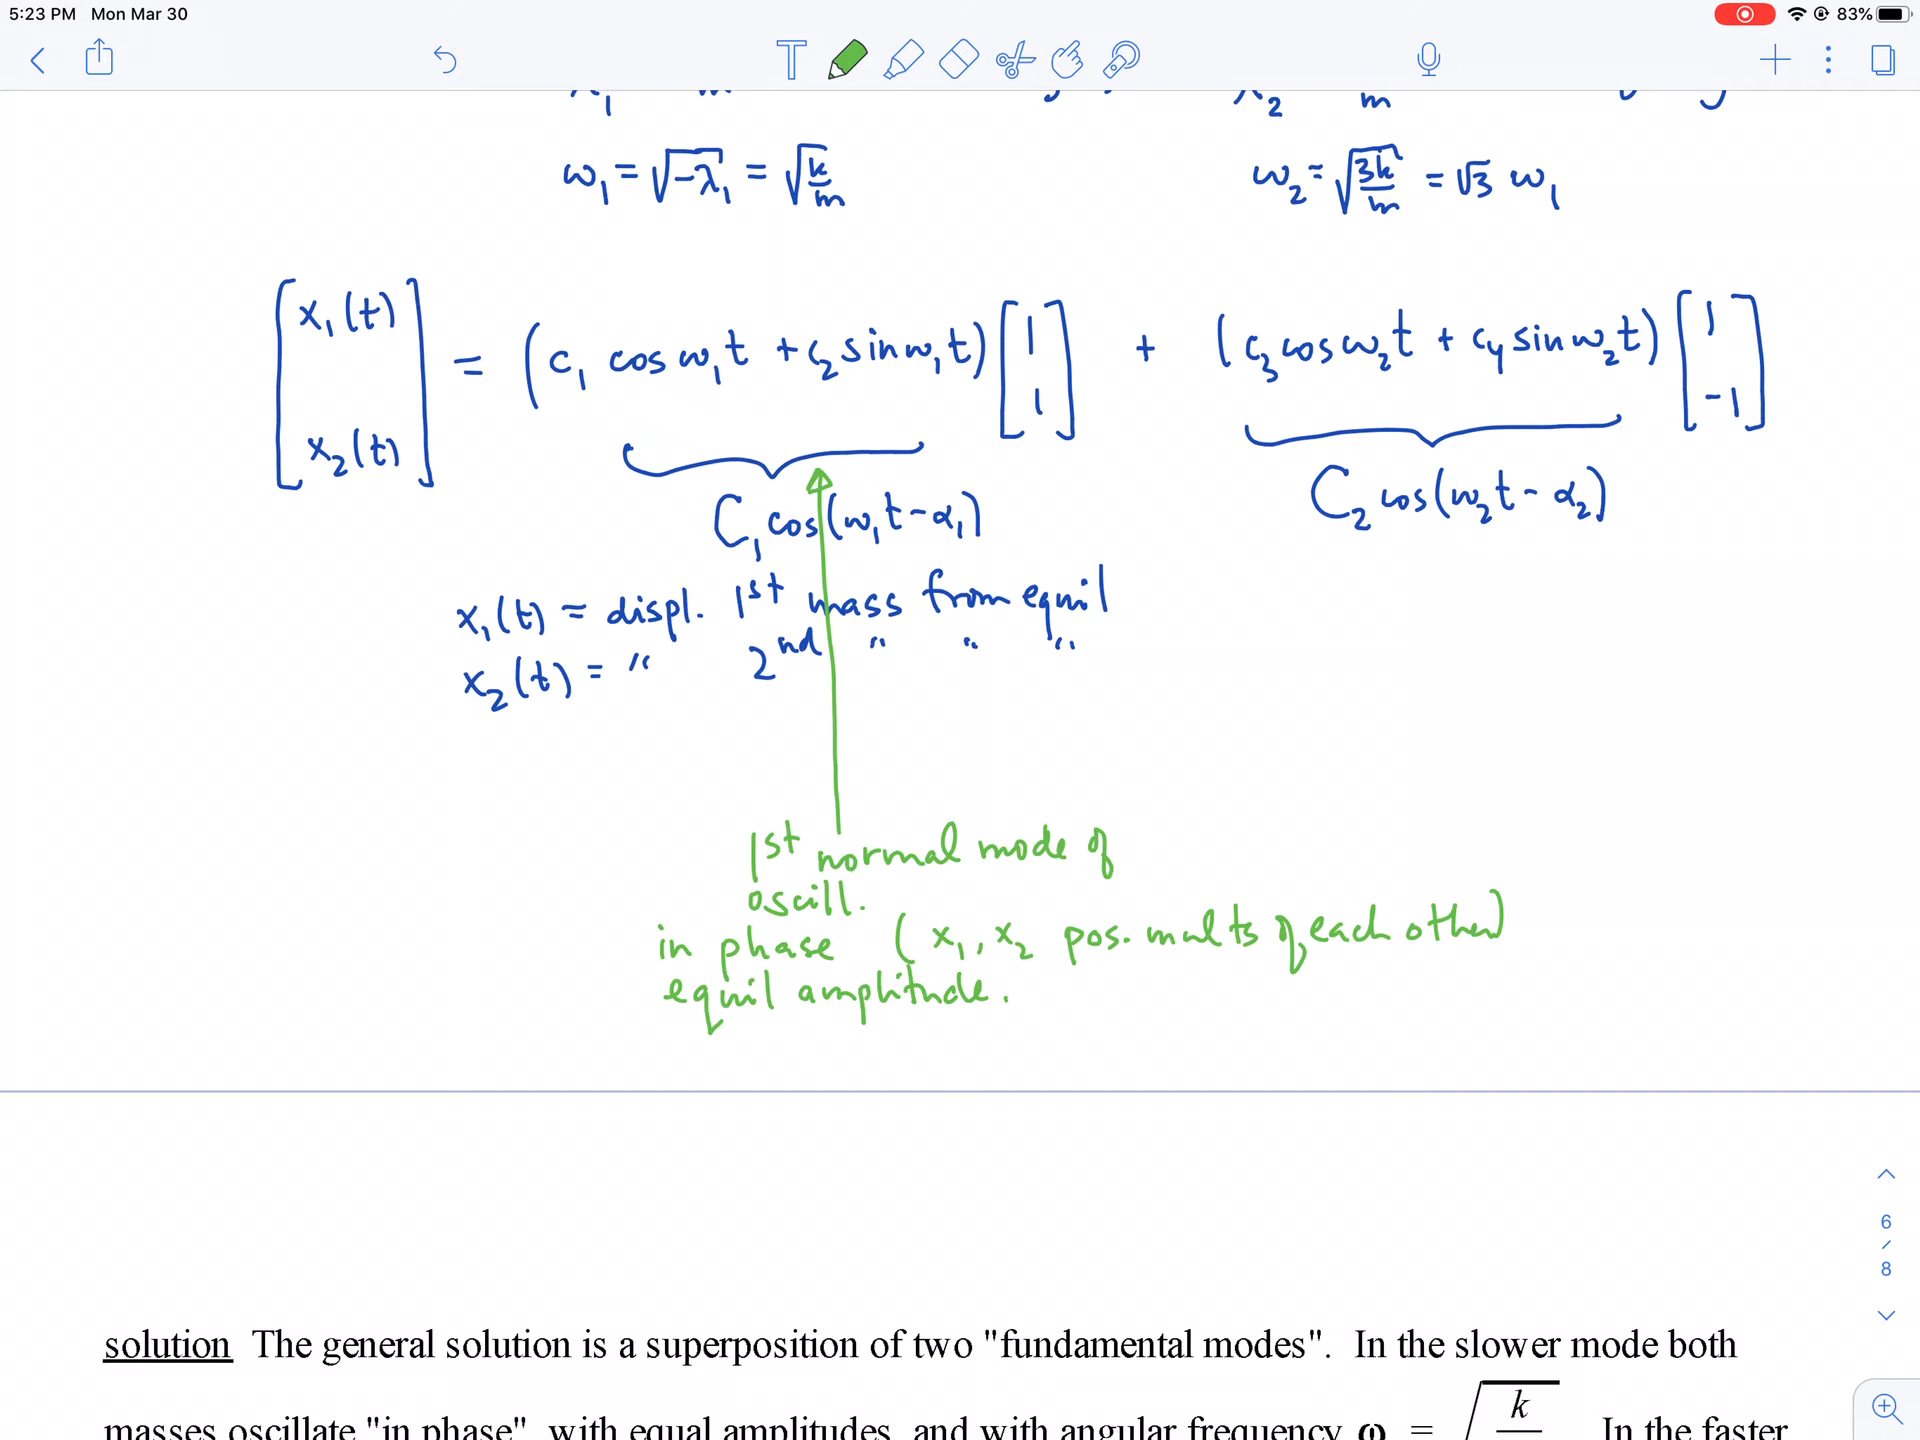 5:23 PM Mon Mar 30
83%
ω₁ = √(-λ₁) = √(k/m)
ω₂ = √(3k/m) = √3 ω₁
[x₁(t) x₂(t)] = (c₁ cos ω₁t + c₂ sin ω₁t) [1 1] + (c₃ cos ω₂t + c₄ sin ω₂t) [1 -1]
C₁ cos(ω₁t - α₁)
C₂ cos(ω₂t - α₂)
x₁(t) = displ. 1st mass from equil
x₂(t) = " 2nd " " "
1st normal mode of
oscill.
in phase (x₁, x₂ pos. mults of each other)
equil amplitude.
6
/
8
solution The general solution is a superposition of two "fundamental modes". In the slower mode both
masses oscillate "in phase", with equal amplitudes, and with angular frequency ω = √k In the faster